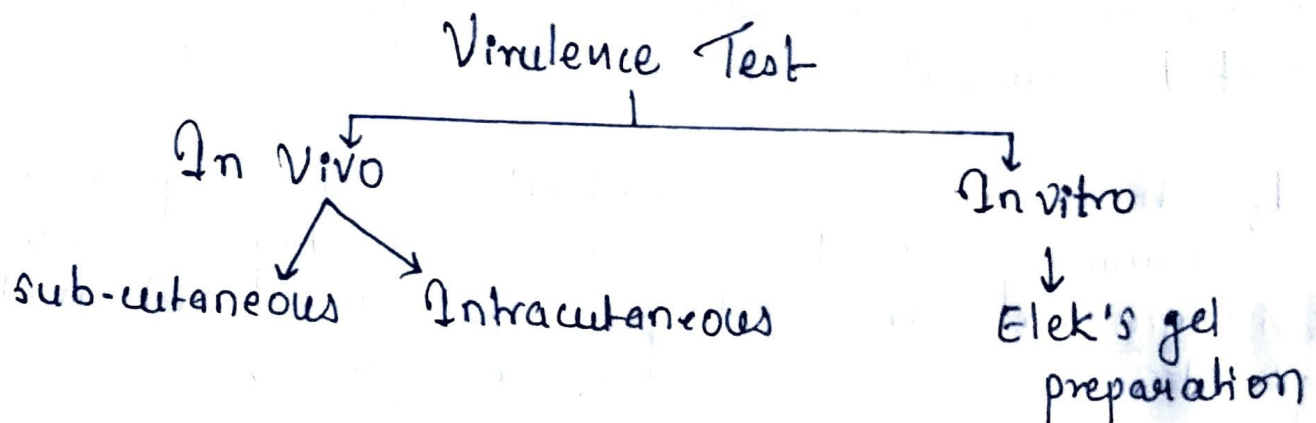 Virulence Test
In Vivo
In vitro
sub-cutaneous Intracutaneous
Elek's gel
preparation